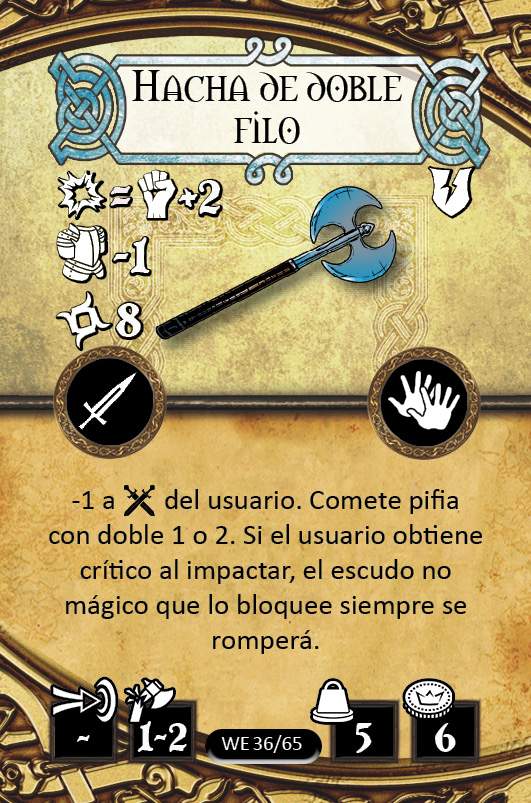 HACHA DE DOBLE
FILO
= +2
-1
8
-1 a del usuario. Comete pifia
con doble 1 o 2. Si el usuario obtiene
crítico al impactar, el escudo no
mágico que lo bloquee siempre se
romperá.
- 1-2 WE 36/65 5 6